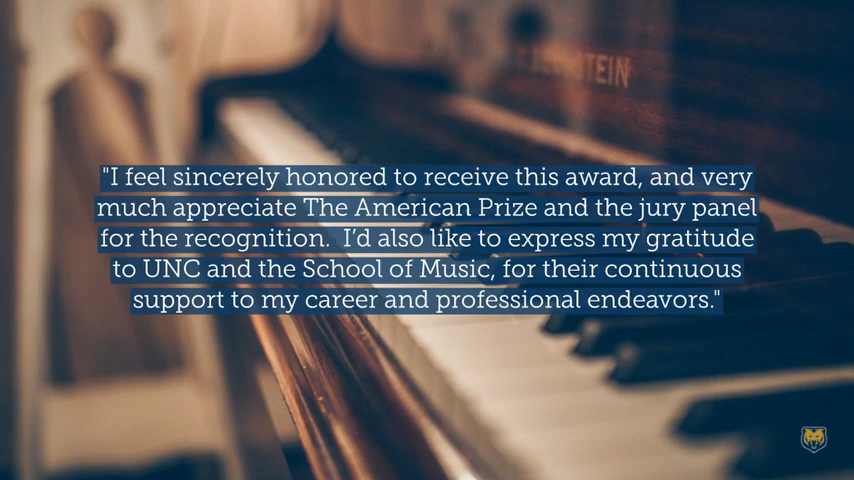 "I feel sincerely honored to receive this award, and very
much appreciate The American Prize and the jury panel
for the recognition.  I’d also like to express my gratitude
to UNC and the School of Music, for their continuous
support to my career and professional endeavors."